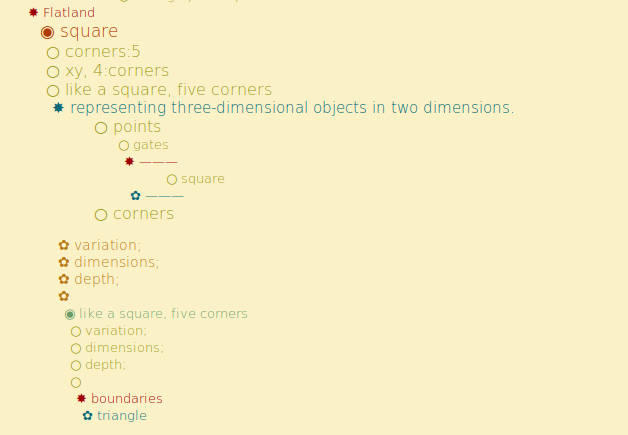 Flatland
square
corners:5
xy, 4:corners
like a square, five corners
representing three-dimensional objects in two dimensions.
points
gates
———
square
———
corners
variation;
dimensions;
depth;
like a square, five corners
variation;
dimensions;
depth;
boundaries
triangle